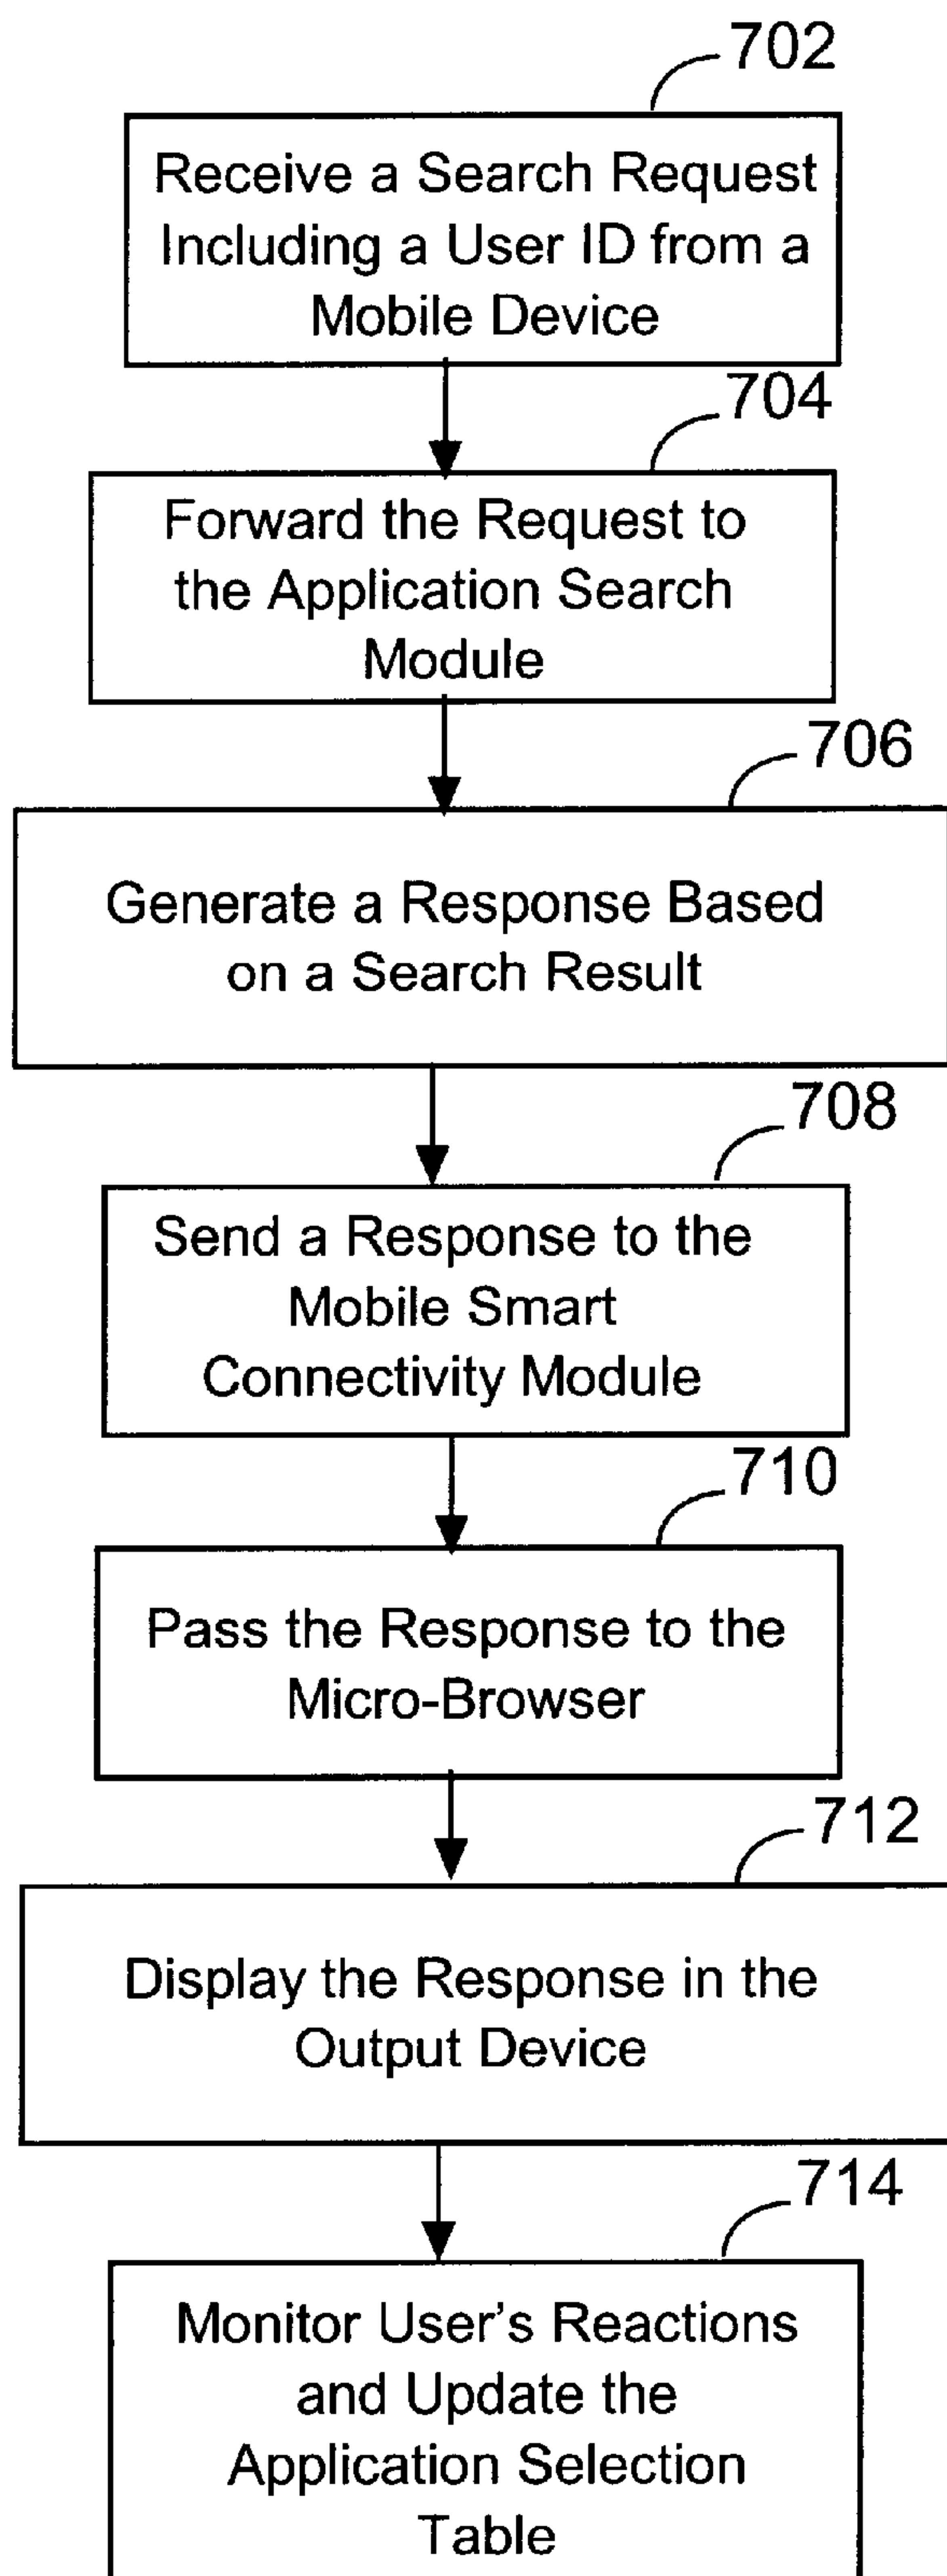 702
Receive a Search Request
Including a User ID from a
Mobile Device
704
Forward the Request to
the Application Search
Module
706
Generate a Response Based
on a Search Result
708
Send a Response to the
Mobile Smart
Connectivity Module
710
Pass the Response to the
Micro-Browser
712
Display the Response in the
Output Device
714
Monitor User's Reactions
and Update the
Application Selection
Table